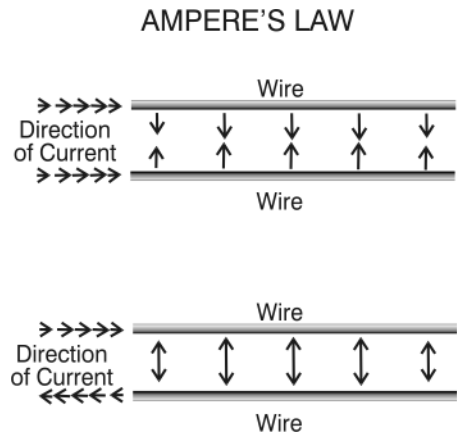 AMPERE'S LAW
Wire
Direction
of Current
Wire
Wire
Direction
of Current
Wire